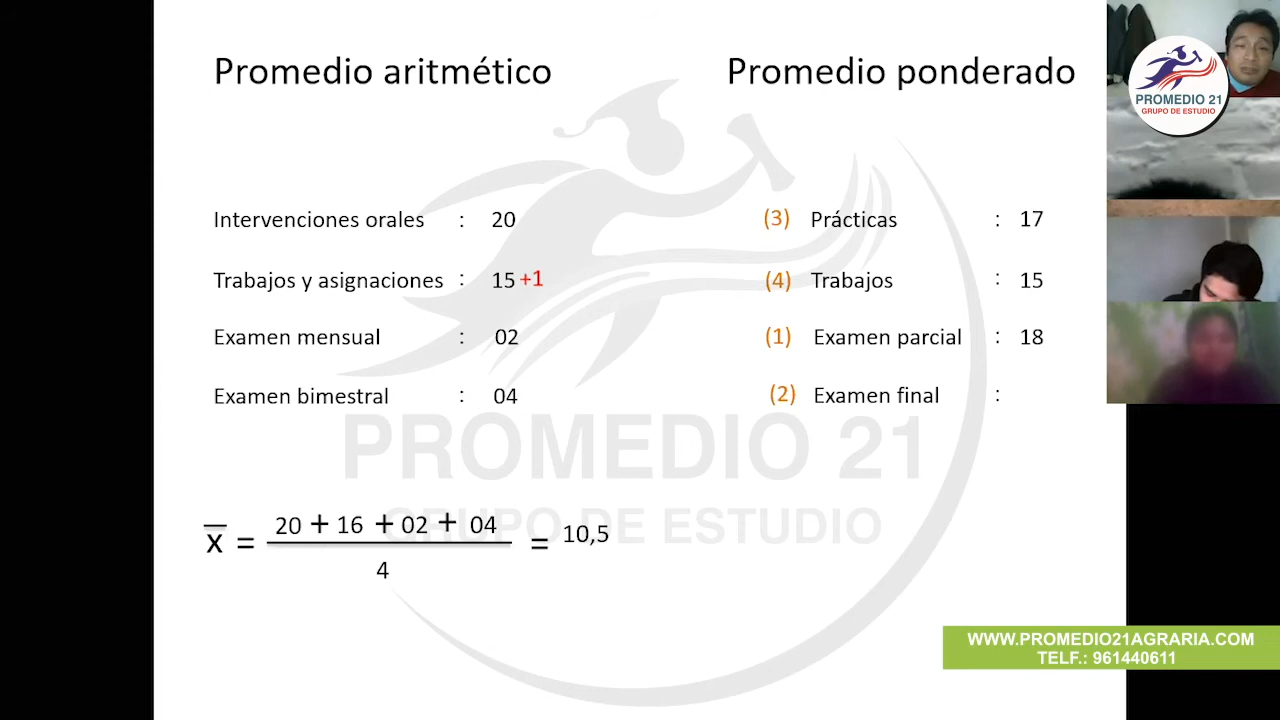 Promedio aritmético
Promedio ponderado
PROMEDIO 21
GRUPO DE ESTUDIO
Intervenciones orales : 20
Trabajos y asignaciones : 15 +1
Examen mensual : 02
Examen bimestral : 04
(3) Prácticas : 17
(4) Trabajos : 15
(1) Examen parcial : 18
(2) Examen final :
PROMEDIO 21
GRUPO DE ESTUDIO
x = 20 + 16 + 02 + 04 = 10,5
4
WWW.PROMEDIO21AGRARIA.COM
TELF.: 961440611